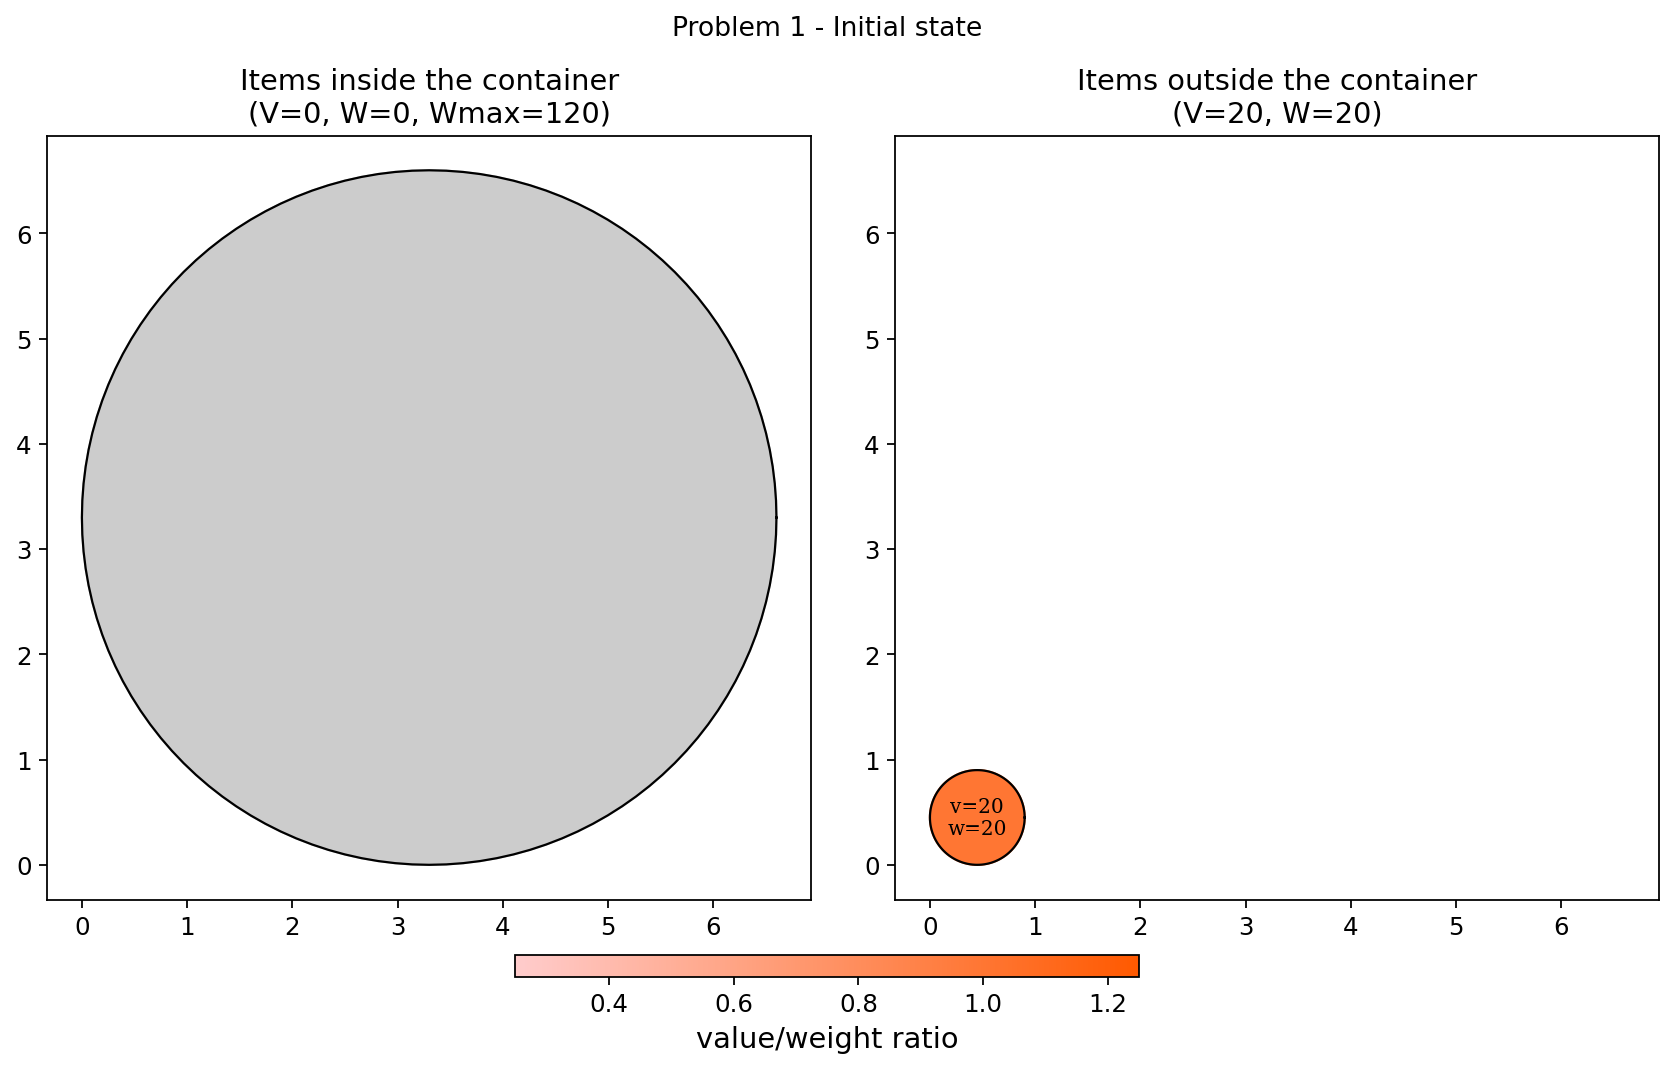 Problem 1 - Initial state
Items inside the container
(V=0, W=0, Wmax=120)
6
5
4
3
2
1
0
0 1 2 3 4 5 6
Items outside the container
(V=20, W=20)
6
5
4
3
2
1
0
v=20
w=20
0 1 2 3 4 5 6
0.4 0.6 0.8 1.0 1.2
value/weight ratio